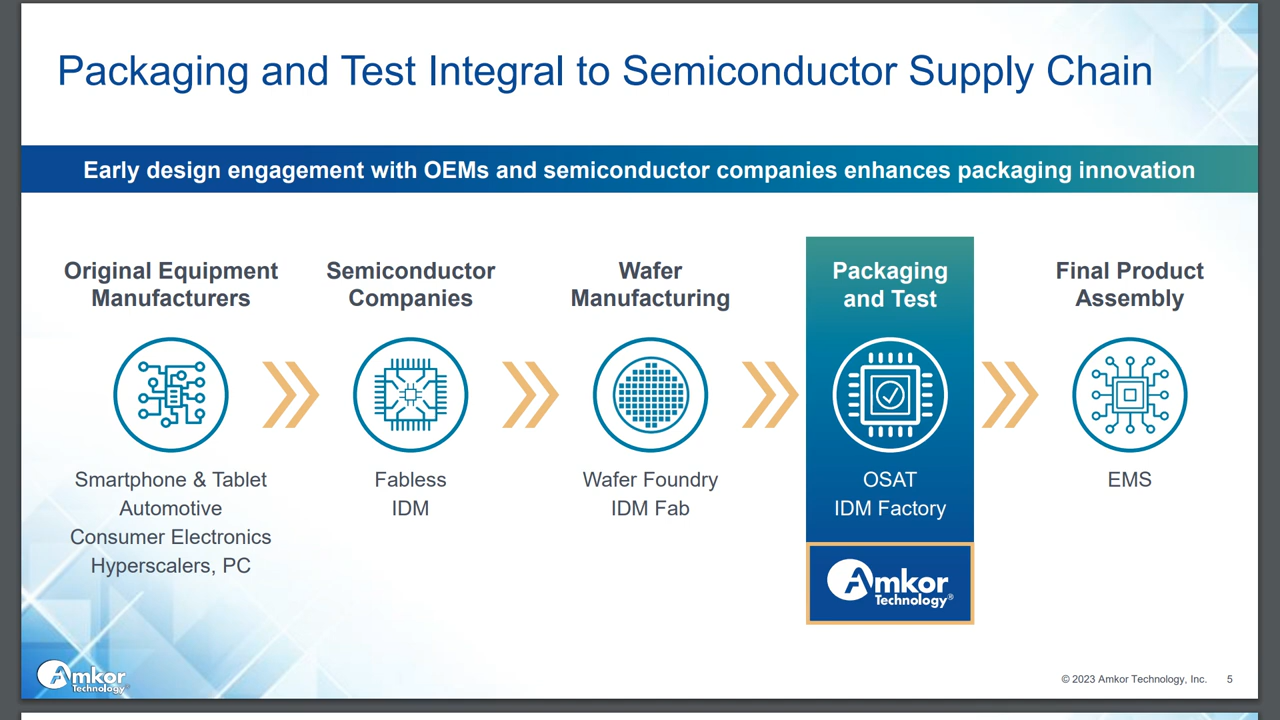 Packaging and Test Integral to Semiconductor Supply Chain
Early design engagement with OEMs and semiconductor companies enhances packaging innovation
Original Equipment
Manufacturers
Smartphone & Tablet
Automotive
Consumer Electronics
Hyperscalers, PC
Semiconductor
Companies
Fabless
IDM
Wafer
Manufacturing
Wafer Foundry
IDM Fab
Packaging
and Test
OSAT
IDM Factory
Amkor
Technology®
Final Product
Assembly
EMS
Amkor
Technology®
© 2023 Amkor Technology, Inc. 5